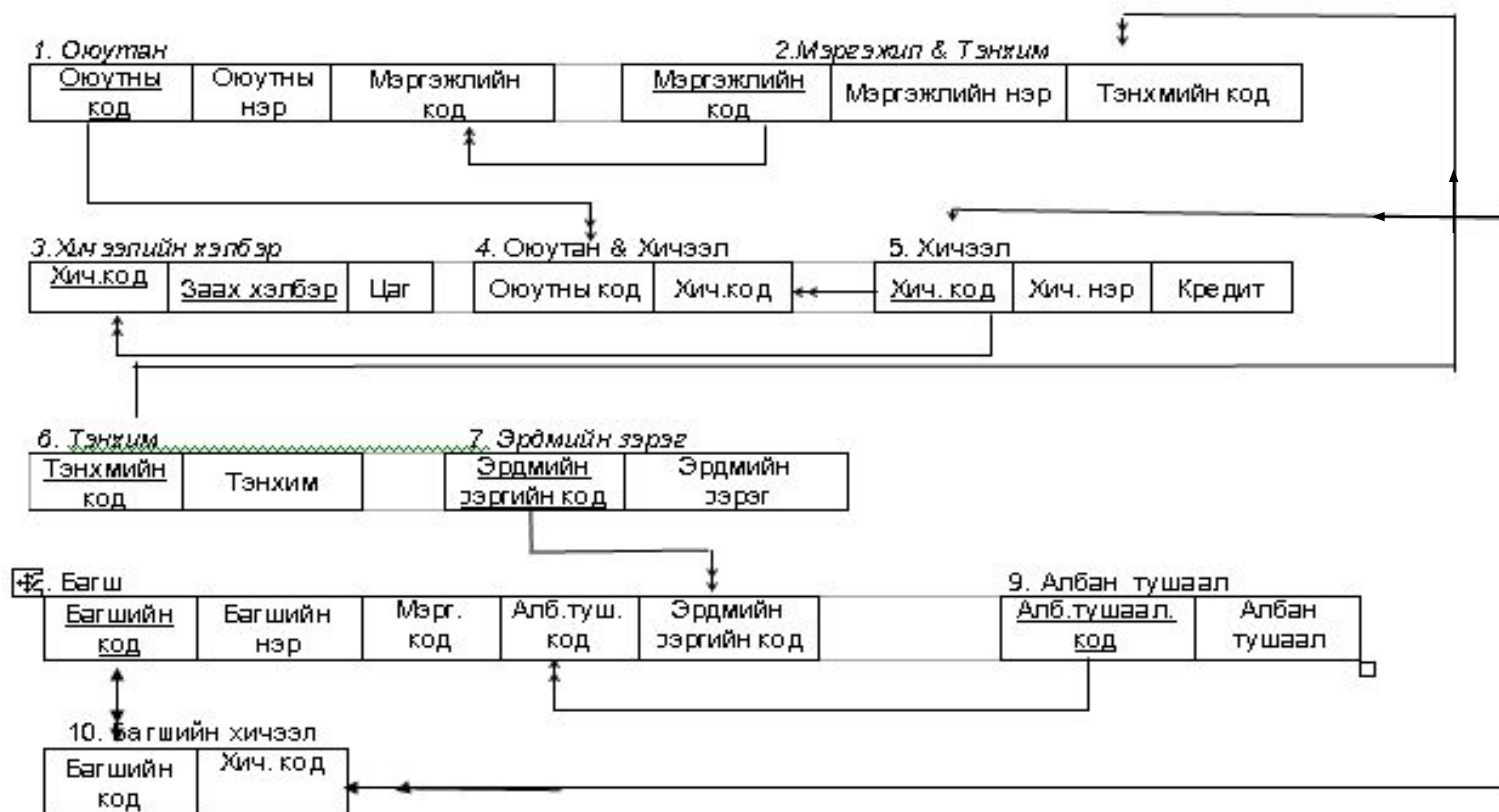 1. Оюутан
2.Мэргэжил & Тэнхим
Оюутны код
Оюутны нэр
Мэргэжлийн код
Мэргэжлийн код
Мэргэжлийн нэр
Тэнхмийн код
3.Хичээлийн хэлбэр
4. Оюутан & Хичээл
5. Хичээл
Хич.код
Заах хэлбэр
Цаг
Оюутны код
Хич.код
Хич. код
Хич. нэр
Кредит
6. Тэнхим
7. Эрдмийн зэрэг
Тэнхмийн код
Тэнхим
Эрдмийн зэргийн код
Эрдмийн зэрэг
Багш
9. Албан тушаал
Багшийн код
Багшийн нэр
Мэрг. код
Алб.туш. код
Эрдмийн зэргийн код
Алб.тушаал. код
Албан тушаал
10. Багшийн хичээл
Багшийн код
Хич. код